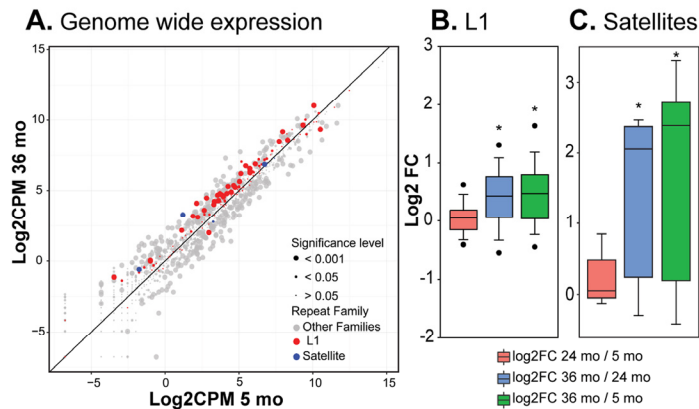 A. Genome wide expression
Log2CPM 36 mo
15
10
5
0
−5
−5
0
5
10
15
Log2CPM 5 mo
Significance level
< 0.001
< 0.05
> 0.05
Repeat Family
Other Families
L1
Satellite
B. L1
Log2 FC
3
2
1
0
-1
-2
*
*
C. Satellites
3
2
1
0
*
*
log2FC 24 mo / 5 mo
log2FC 36 mo / 24 mo
log2FC 36 mo / 5 mo